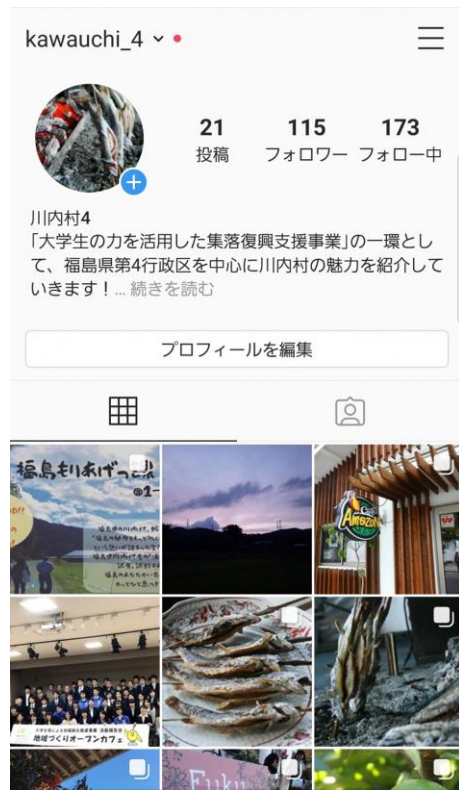 kawauchi_4
21
115
173
投稿
フォロワー
フォロー中
川内村4
「大学生の力を活用した集落復興支援事業」の一環とし
て、福島県第4行政区を中心に川内村の魅力を紹介して
いきます！... 続きを読む
プロフィールを編集
福島もりあげっ
Café
Amazon
地域づくりオープンカフェ
Fuku